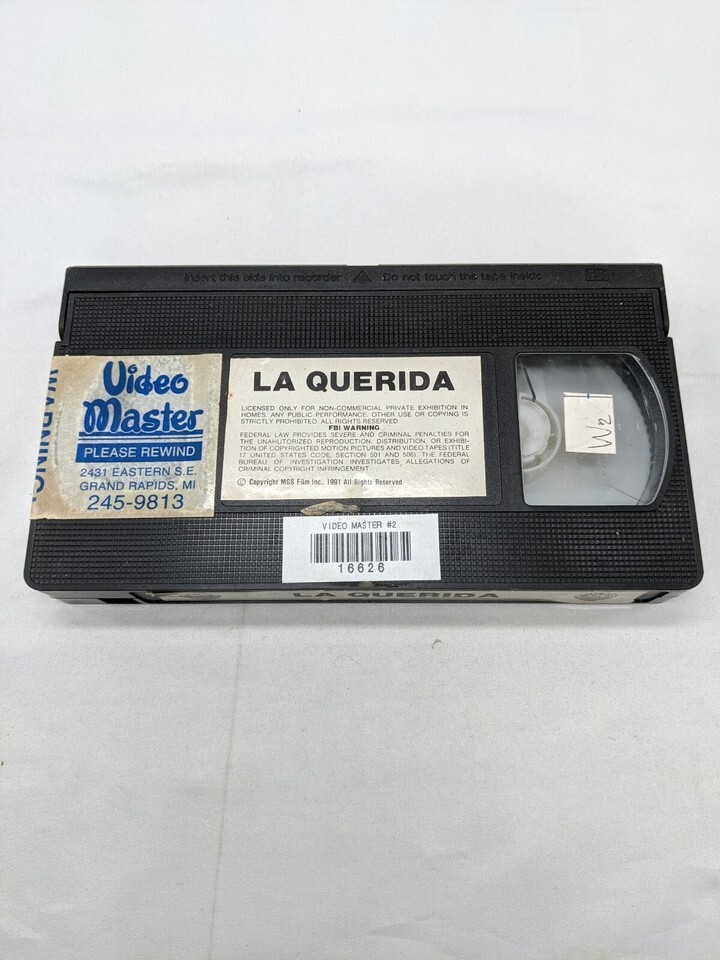 Insert this side into recorder Do not touch the tape inside
WARNING
Video
Master
PLEASE REWIND
2431 EASTERN S.E.
GRAND RAPIDS, MI
245-9813
LA QUERIDA
LICENSED ONLY FOR NON-COMMERCIAL PRIVATE EXHIBITION IN
HOMES. ANY PUBLIC PERFORMANCE, OTHER USE OR COPYING IS
STRICTLY PROHIBITED. ALL RIGHTS RESERVED
FBI WARNING
FEDERAL LAW PROVIDES SEVERE AND CRIMINAL PENALTIES FOR
THE UNAHUTORIZED REPRODUCTION, DISTRIBUTION, OR EXHIBI-
TION OF COPYRIGHTED MOTION PICTURES AND VIDEO TAPES (TITLE
17 UNITED STATES CODE, SECTION 501 AND 506) THE FEDERAL
BUREAU OF INVESTIGATION INVESTIGATES ALLEGATIONS OF
CRIMINAL COPYRIGHT INFRINGEMENT.
© Copyright MGS Film Inc., 1991 All Rights Reserved
VIDEO MASTER #2
16626
LA QUERIDA